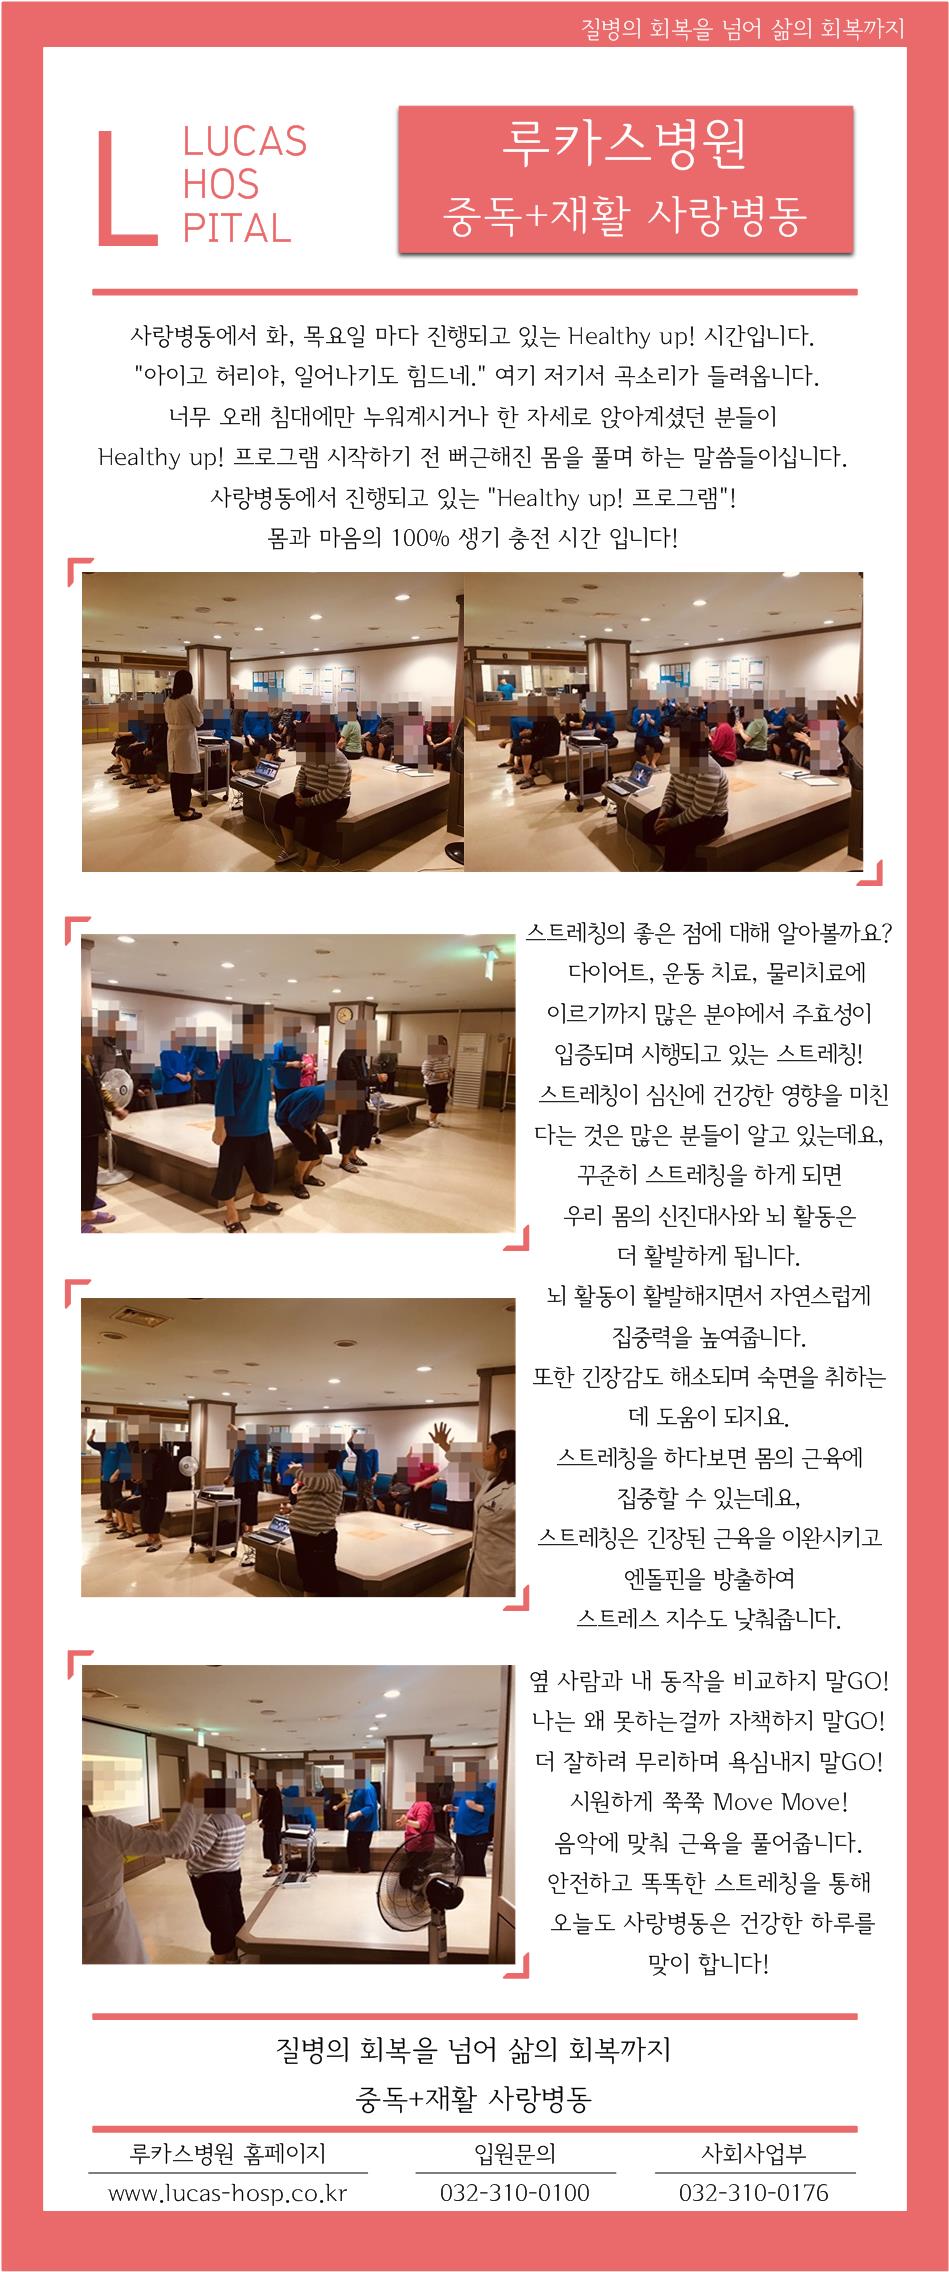 질병의 회복을 넘어 삶의 회복까지
L
LUCAS
HOS
PITAL
루카스병원
중독+재활 사랑병동
사랑병동에서 화, 목요일 마다 진행되고 있는 Healthy up! 시간입니다.
"아이고 허리야, 일어나기도 힘드네." 여기 저기서 곡소리가 들려옵니다.
너무 오래 침대에만 누워계시거나 한 자세로 앉아계셨던 분들이
Healthy up! 프로그램 시작하기 전 뻐근해진 몸을 풀며 하는 말씀들이십니다.
사랑병동에서 진행되고 있는 "Healthy up! 프로그램"!
몸과 마음의 100% 생기 충전 시간 입니다!
스트레칭의 좋은 점에 대해 알아볼까요?
다이어트, 운동 치료, 물리치료에
이르기까지 많은 분야에서 주효성이
입증되며 시행되고 있는 스트레칭!
스트레칭이 심신에 건강한 영향을 미친
다는 것은 많은 분들이 알고 있는데요,
꾸준히 스트레칭을 하게 되면
우리 몸의 신진대사와 뇌 활동은
더 활발하게 됩니다.
뇌 활동이 활발해지면서 자연스럽게
집중력을 높여줍니다.
또한 긴장감도 해소되며 숙면을 취하는
데 도움이 되지요.
스트레칭을 하다보면 몸의 근육에
집중할 수 있는데요,
스트레칭은 긴장된 근육을 이완시키고
엔돌핀을 방출하여
스트레스 지수도 낮춰줍니다.
옆 사람과 내 동작을 비교하지 말GO!
나는 왜 못하는걸까 자책하지 말GO!
더 잘하려 무리하며 욕심내지 말GO!
시원하게 쭉쭉 Move Move!
음악에 맞춰 근육을 풀어줍니다.
안전하고 똑똑한 스트레칭을 통해
오늘도 사랑병동은 건강한 하루를
맞이 합니다!
질병의 회복을 넘어 삶의 회복까지
중독+재활 사랑병동
루카스병원 홈페이지
www.lucas-hosp.co.kr
입원문의
032-310-0100
사회사업부
032-310-0176